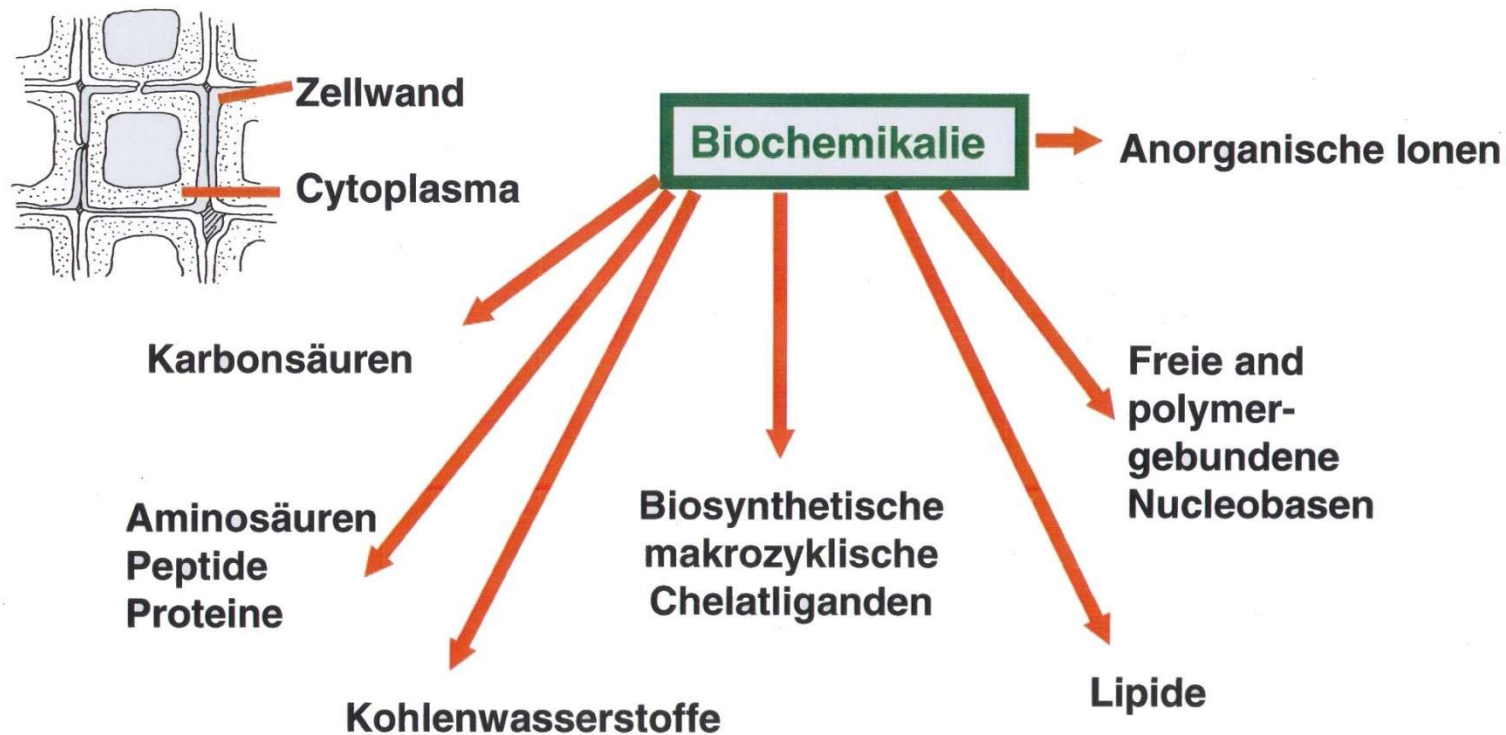 Zellwand
Cytoplasma
Biochemikalie
Anorganische Ionen
Karbonsäuren
Freie and
polymer-
gebundene
Nucleobasen
Aminosäuren
Peptide
Proteine
Biosynthetische
makrozyklische
Chelatliganden
Lipide
Kohlenwasserstoffe